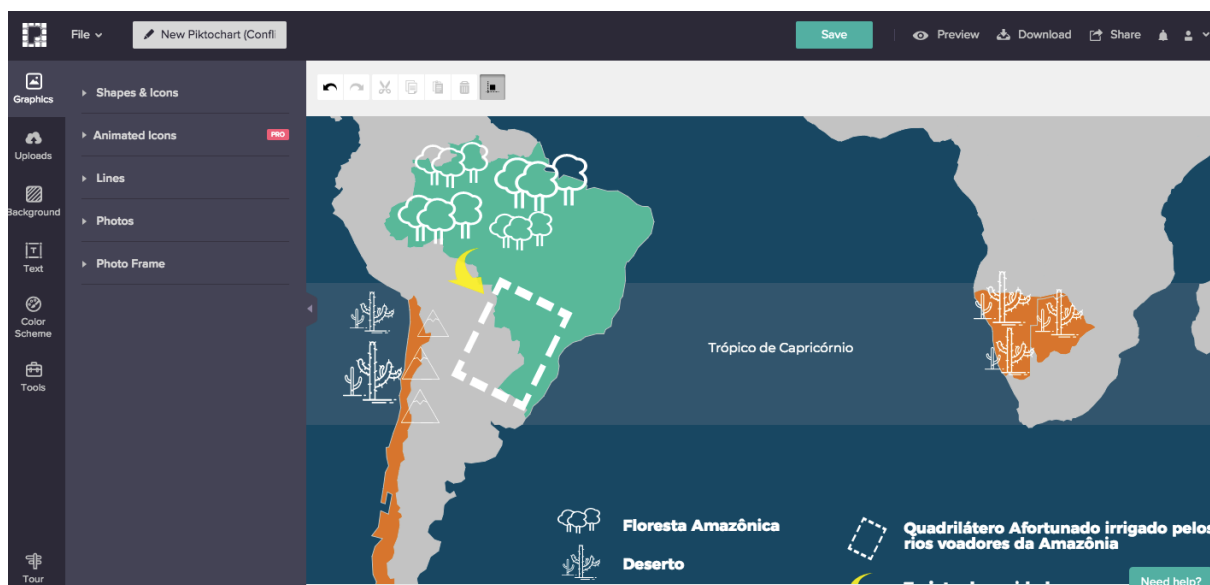 File
New Piktochart (Confli
Save
Preview
Download
Share
Graphics
Uploads
Background
Text
Color
Scheme
Tools
Tour
Shapes & Icons
Animated Icons
PRO
Lines
Photos
Photo Frame
Trópico de Capricórnio
Floresta Amazônica
Deserto
Quadrilátero Afortunado irrigado pelos
rios voadores da Amazônia
Need help?